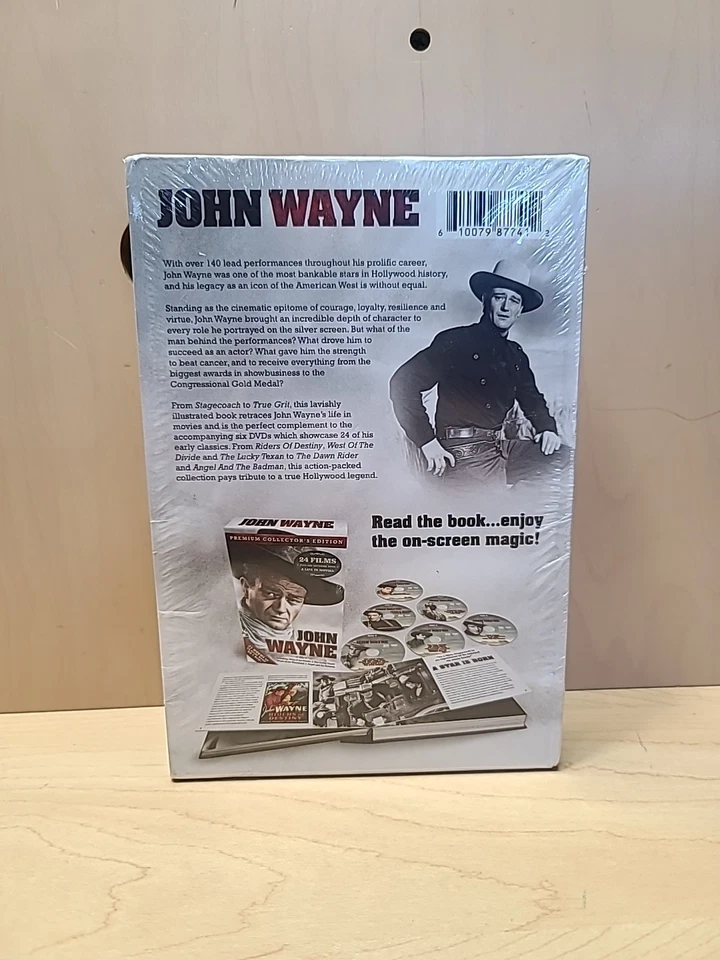 JOHN WAYNE
6 10079 87741 2
With over 140 lead performances throughout his prolific career,
John Wayne was one of the most bankable stars in Hollywood history,
and his legacy as an icon of the American West is without equal.
Standing as the cinematic epitome of courage, loyalty, resilience and
virtue, John Wayne brought an incredible depth of character to
every role he portrayed on the silver screen. But what of the
man behind the performances? What drove him to
succeed as an actor? What gave him the strength
to beat cancer, and to receive everything from the
biggest awards in showbusiness to the
Congressional Gold Medal?
From Stagecoach to True Grit, this lavishly
illustrated book retraces John Wayne's life in
movies and is the perfect complement to the
accompanying six DVDs which showcase 24 of his
early classics. From Riders Of Destiny, West Of The
Divide and The Lucky Texan to The Dawn Rider
and Angel And The Badman, this action-packed
collection pays tribute to a true Hollywood legend.
Read the book...enjoy
the on-screen magic!
JOHN WAYNE
PREMIUM COLLECTOR'S EDITION
24 FILMS
JOHN
WAYNE
A STAR IS BORN
WAYNE
RIDERS of
DESTINY